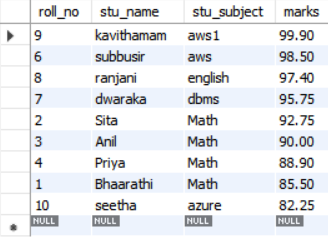 roll_no stu_name stu_subject marks
9 kavithamam aws1 99.90
6 subbusir aws 98.50
8 ranjani english 97.40
7 dwaraka dbms 95.75
2 Sita Math 92.75
3 Anil Math 90.00
4 Priya Math 88.90
1 Bhaarathi Math 85.50
10 seetha azure 82.25
NULL NULL NULL NULL